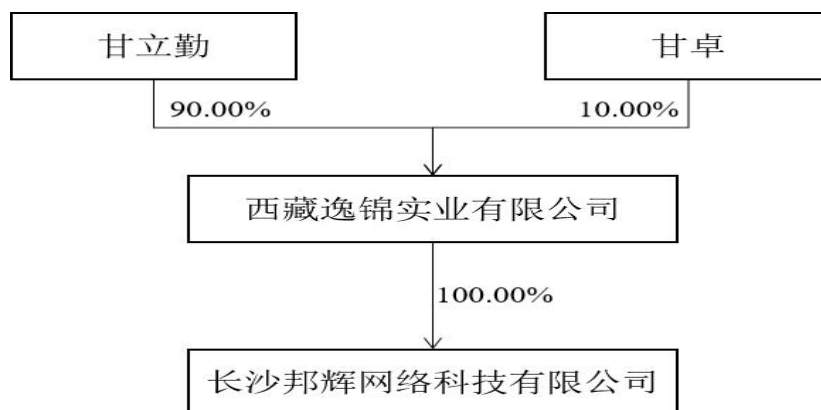 甘立勤
甘卓
90.00%
10.00%
西藏逸锦实业有限公司
100.00%
长沙邦辉网络科技有限公司